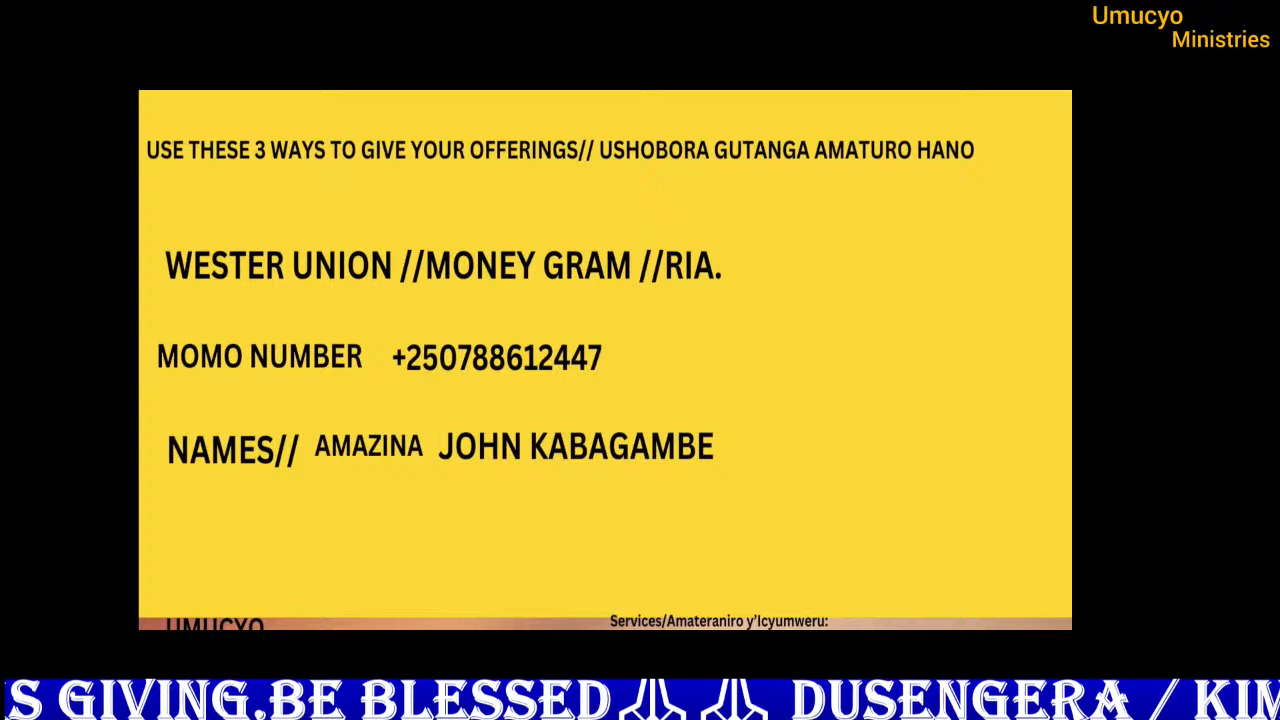 Umucyo
Ministries
USE THESE 3 WAYS TO GIVE YOUR OFFERINGS// USHOBORA GUTANGA AMATURO HANO
WESTER UNION //MONEY GRAM //RIA.
MOMO NUMBER +250788612447
NAMES// AMAZINA JOHN KABAGAMBE
UMUCYO
Services/Amateraniro y'Icyumweru:
S GIVING.BE BLESSED🙏🙏 DUSENGERA / KIM